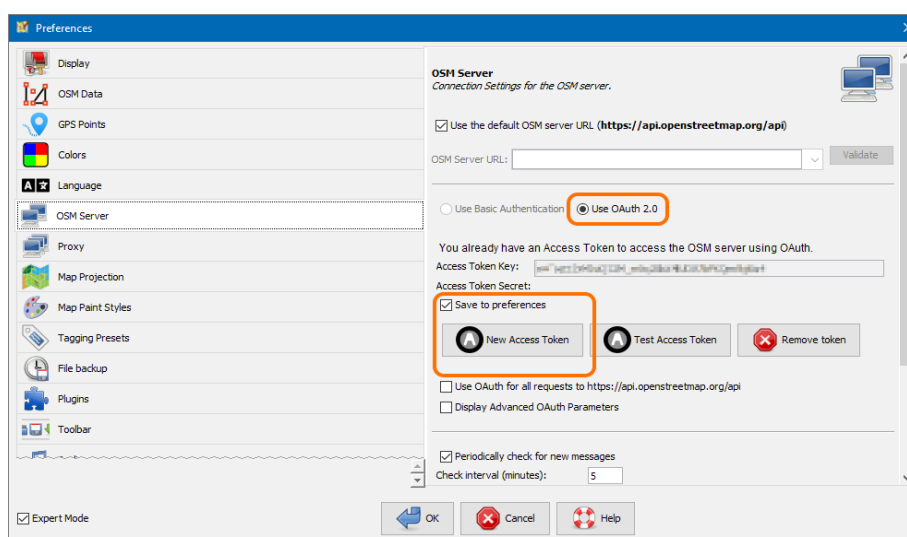 Preferences
Display
OSM Data
GPS Points
Colors
Language
OSM Server
Proxy
Map Projection
Map Paint Styles
Tagging Presets
File backup
Plugins
Toolbar
OSM Server
Connection Settings for the OSM server.
Use the default OSM server URL (https://api.openstreetmap.org/api)
OSM Server URL:
Validate
Use Basic Authentication Use OAuth 2.0
You already have an Access Token to access the OSM server using OAuth.
Access Token Key:
Access Token Secret:
Save to preferences
New Access Token Test Access Token Remove token
Use OAuth for all requests to https://api.openstreetmap.org/api
Display Advanced OAuth Parameters
Periodically check for new messages
Check interval (minutes): 5
Expert Mode
OK Cancel Help